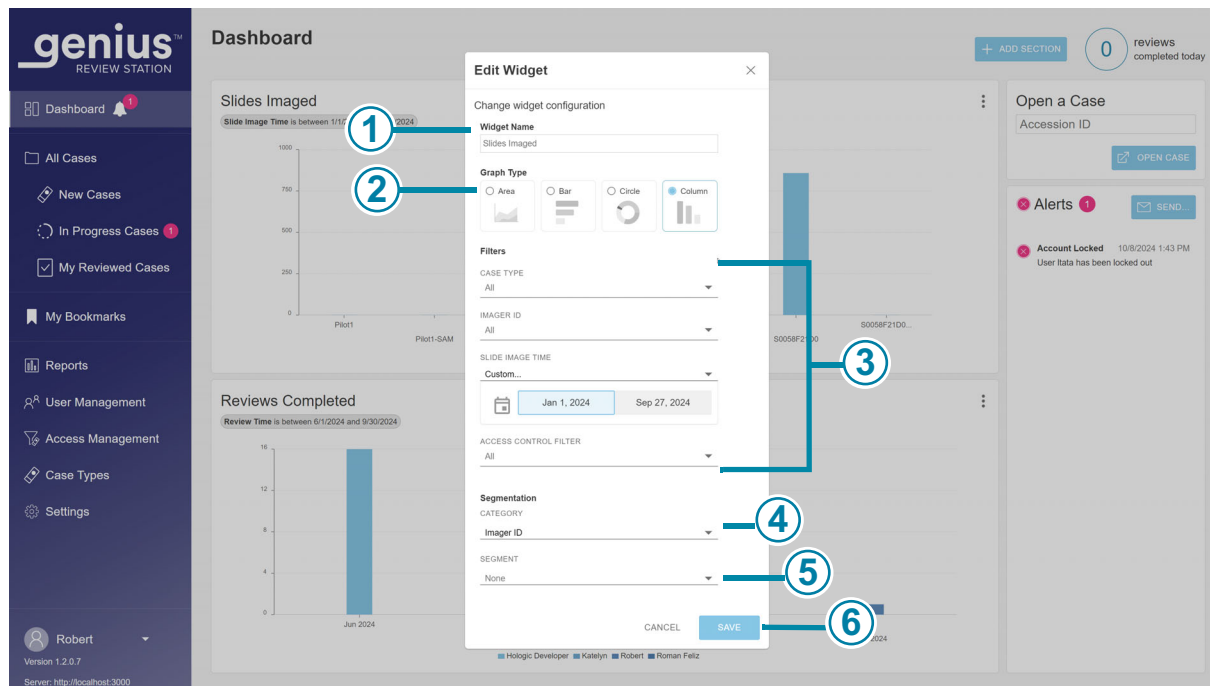 genius™
REVIEW STATION
Dashboard 1
All Cases
New Cases
In Progress Cases 1
My Reviewed Cases
My Bookmarks
Reports
User Management
Access Management
Case Types
Settings
Robert
Version 1.2.0.7
Server: http://localhost:3000
Dashboard
+ ADD SECTION
0
reviews
completed today
Slides Imaged
Slide Image Time is between 1/1/ 2024
1000
750
500
250
0
Pilot1
Pilot1-SAM
S0058F21D0
S0058F21D0...
Reviews Completed
Review Time is between 6/1/2024 and 9/30/2024
16
12
8
4
0
Jun 2024
2024
Hologic Developer Katelyn Robert Roman Feliz
Edit Widget
Change widget configuration
Widget Name
Slides Imaged
Graph Type
Area Bar Circle Column
Filters
CASE TYPE
All
IMAGER ID
All
SLIDE IMAGE TIME
Custom...
Jan 1, 2024 Sep 27, 2024
ACCESS CONTROL FILTER
All
Segmentation
CATEGORY
Imager ID
SEGMENT
None
CANCEL SAVE
1
2
3
4
5
6
Open a Case
Accession ID
OPEN CASE
Alerts 1
SEND...
Account Locked 10/8/2024 1:43 PM
User ltata has been locked out